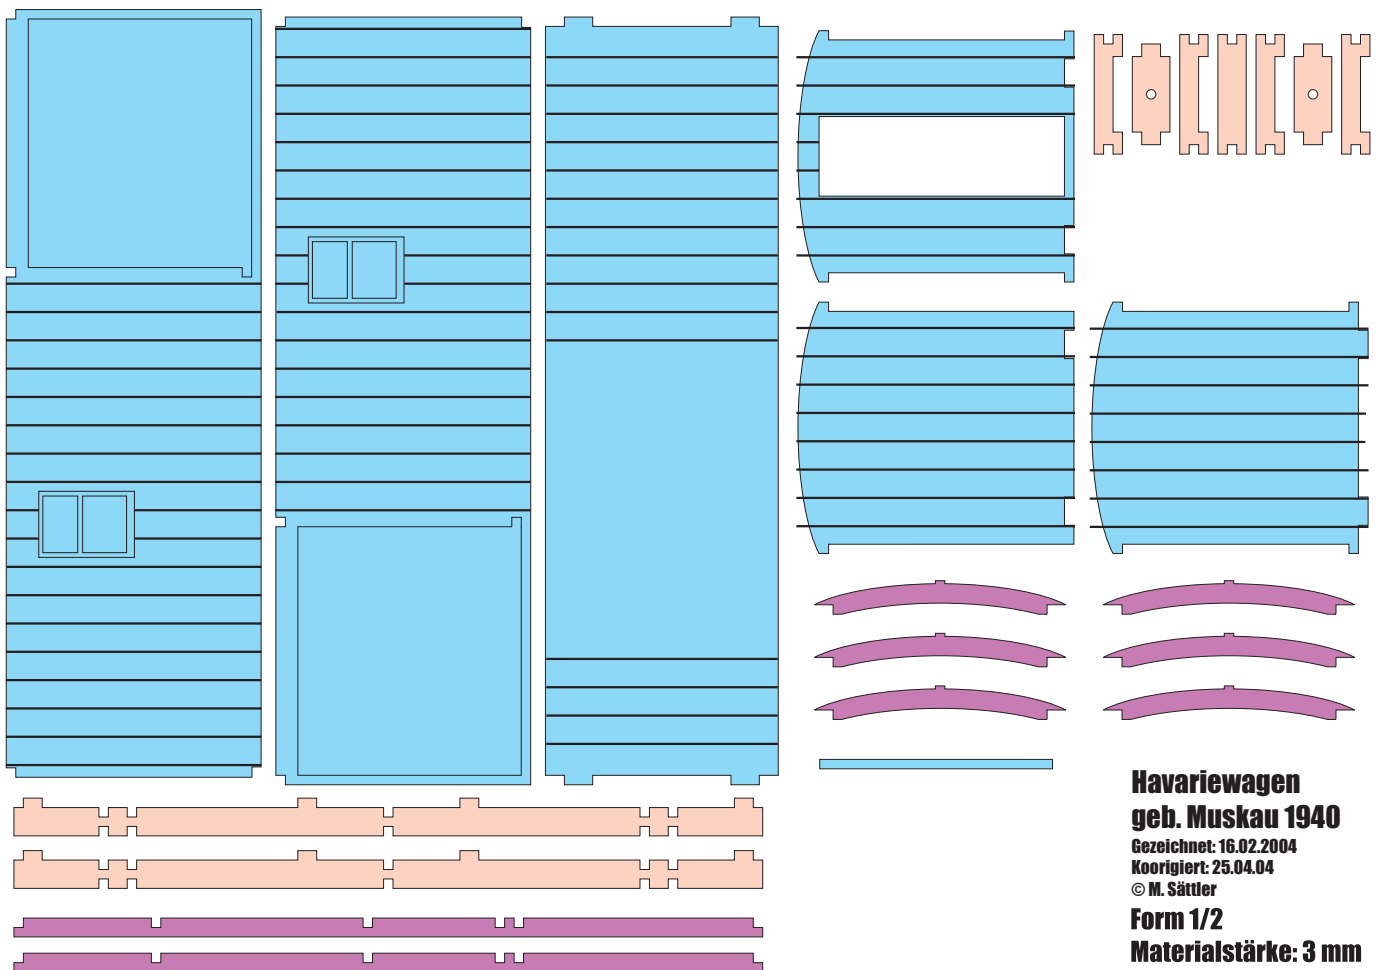 Havariewagen
geb. Muskau 1940
Gezeichnet: 16.02.2004
Koorigiert: 25.04.04
© M. Sättler
Form 1/2
Materialstärke: 3 mm